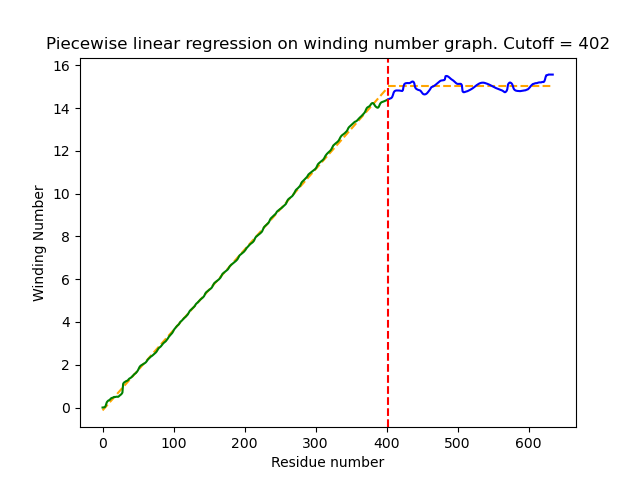 Piecewise linear regression on winding number graph. Cutoff = 402
16
14
12
10
8
6
4
2
0
Winding Number
0 100 200 300 400 500 600
Residue number